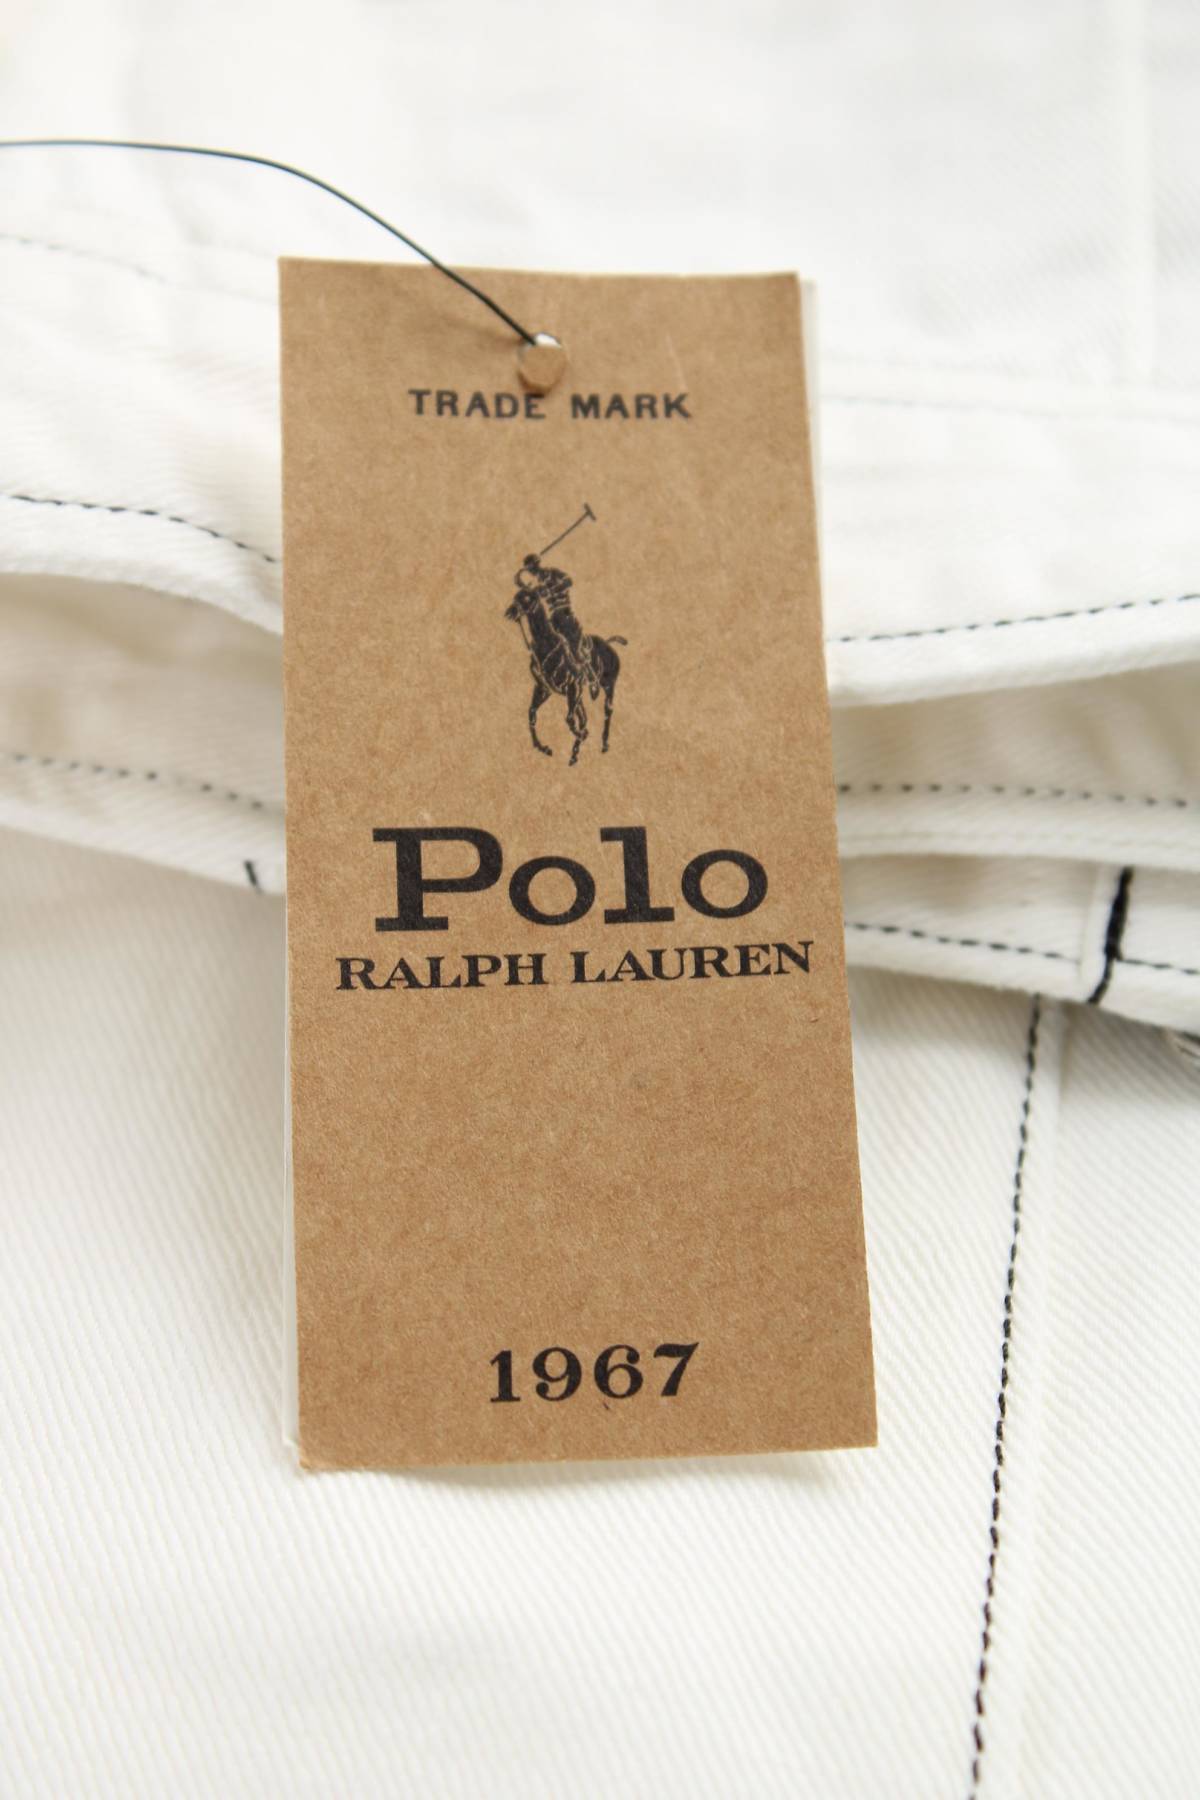 TRADE MARK
Polo
RALPH LAUREN
1967